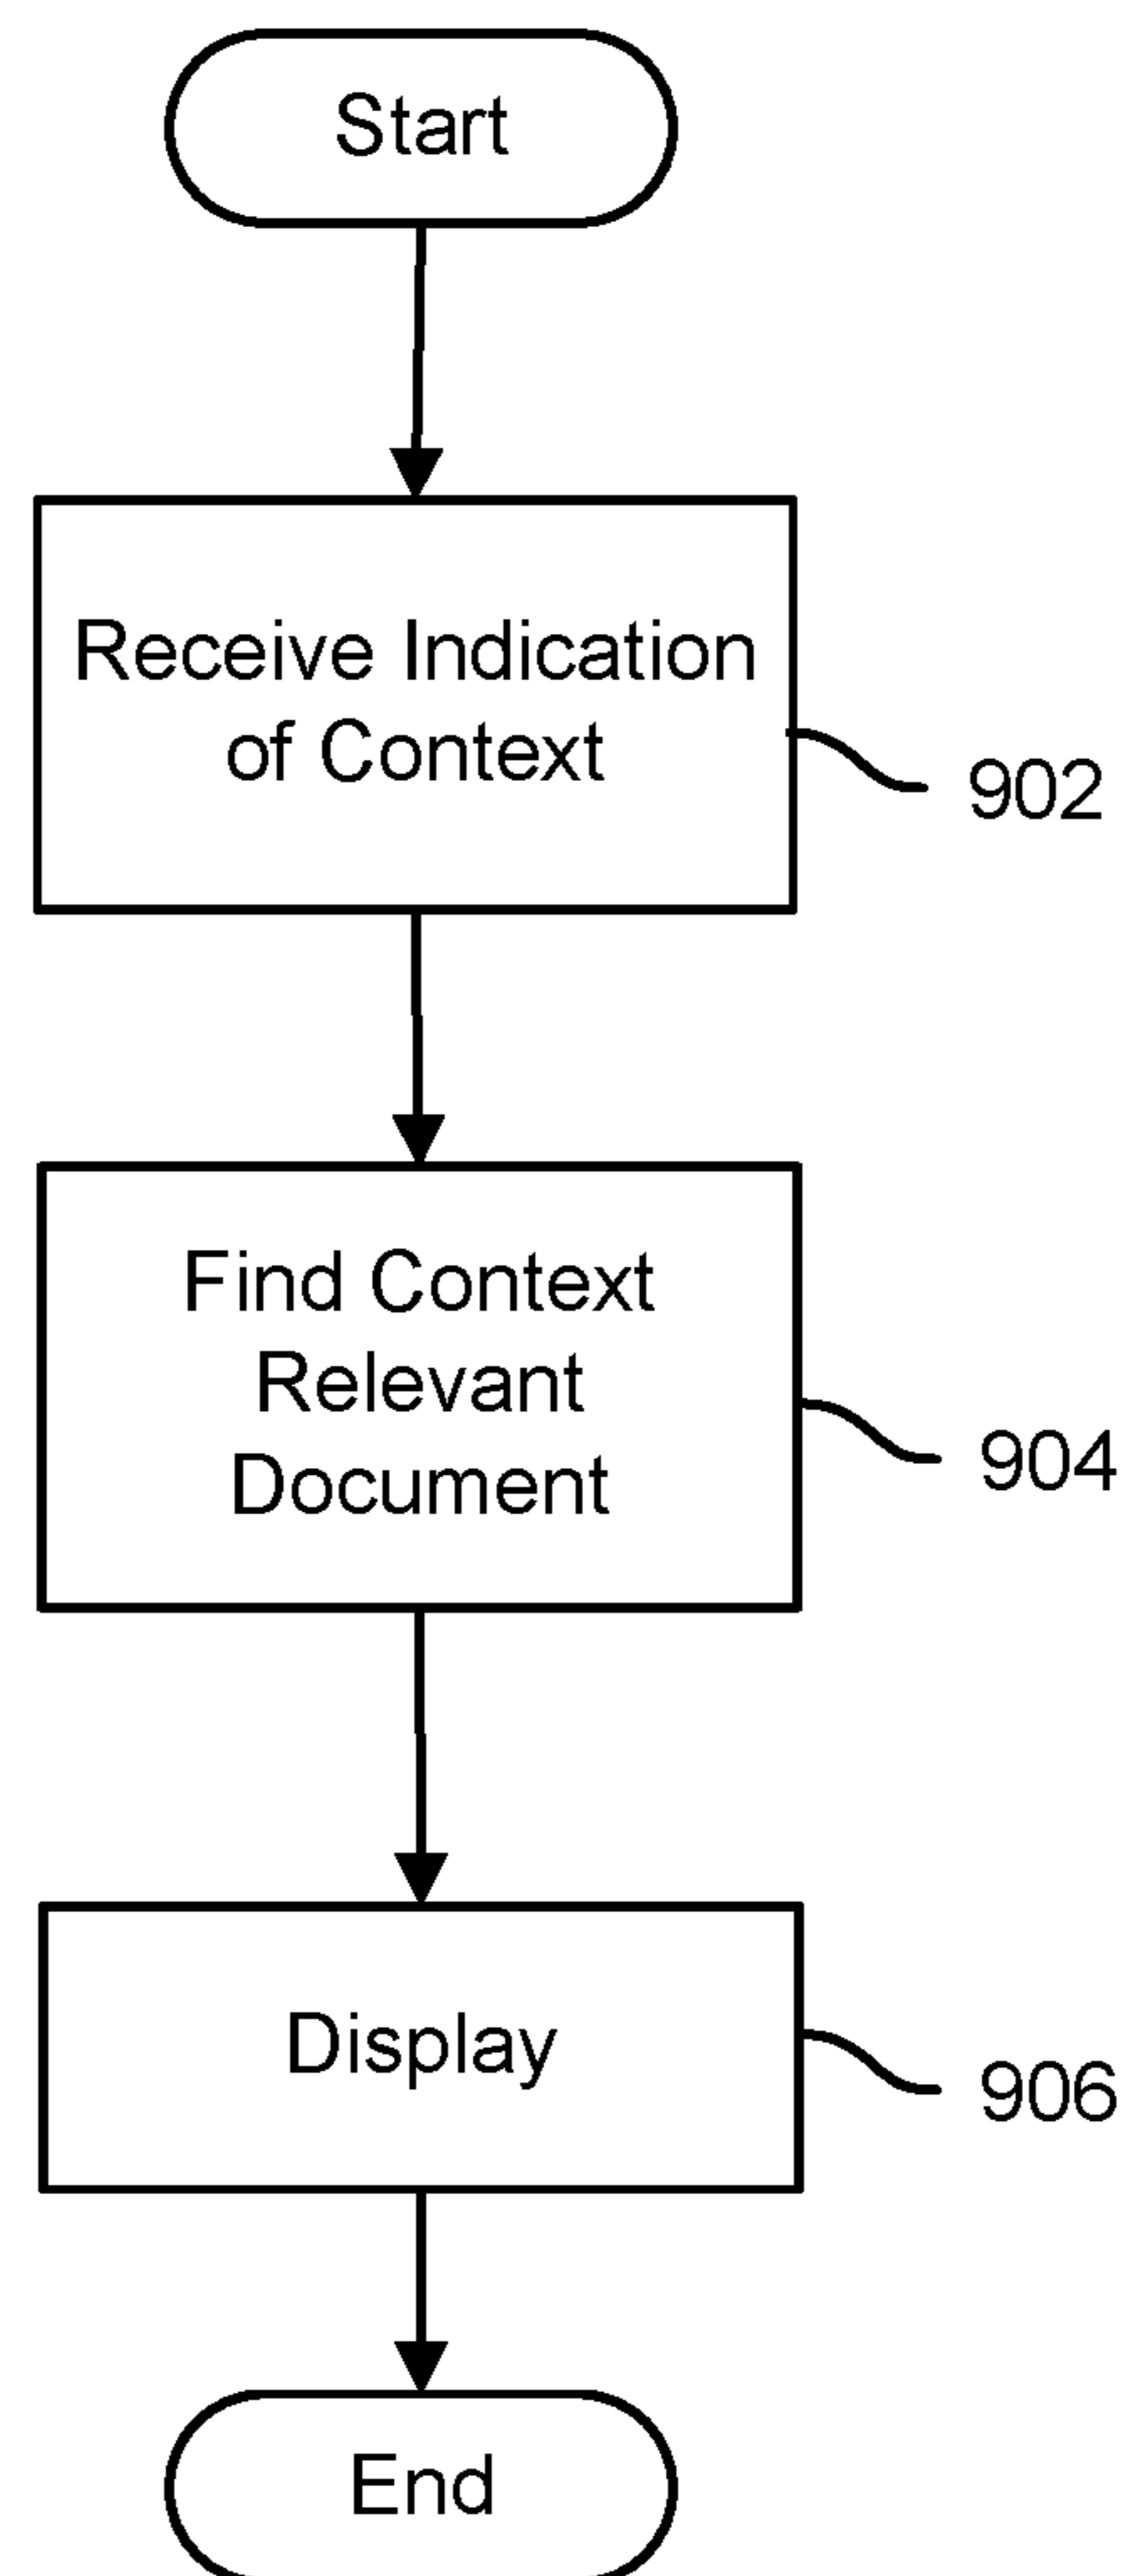 Start
Receive Indication
of Context
902
Find Context
Relevant
Document
904
Display
906
End